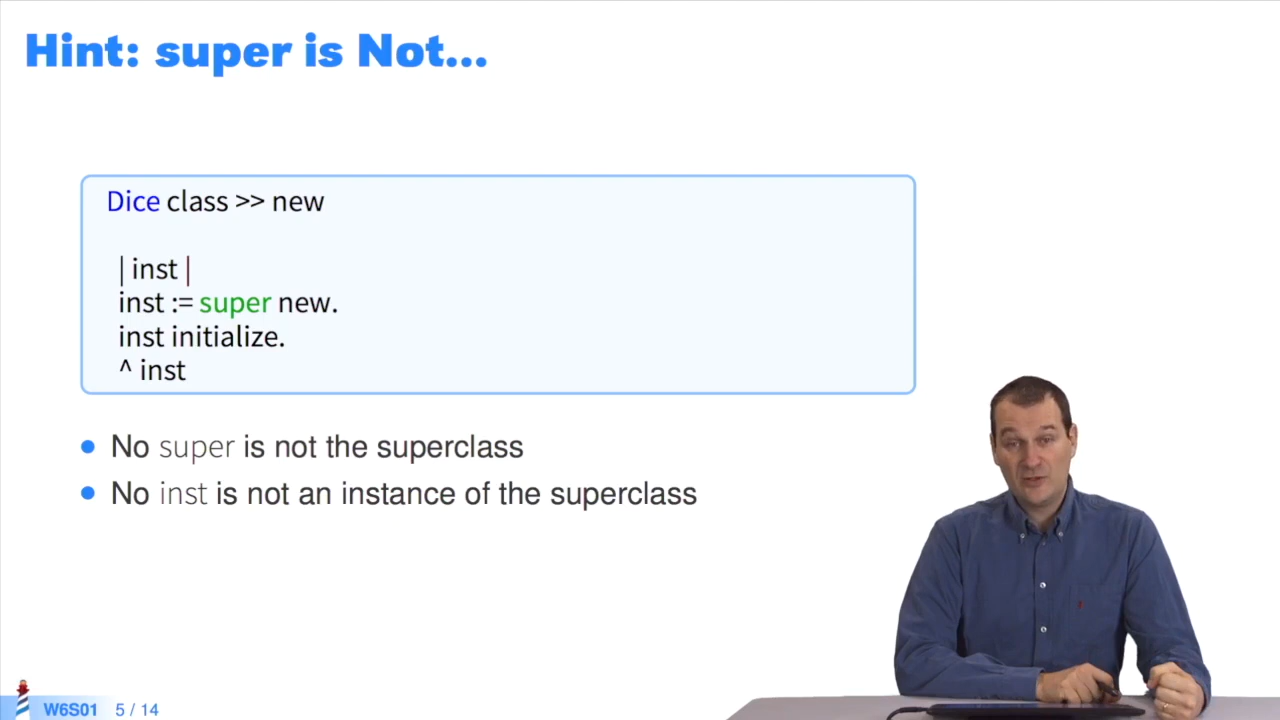 Hint: super is Not...
Dice class >> new
| inst |
inst := super new.
inst initialize.
^ inst
No super is not the superclass
No inst is not an instance of the superclass
W6S01 5 / 14